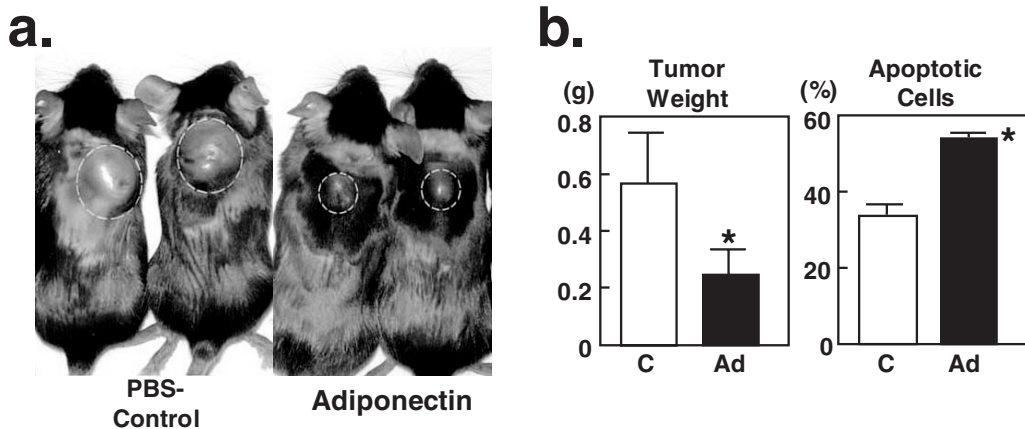 a.
PBS-
Control
Adiponectin
b.
Tumor
Weight
(g)
0.8
0.6
0.4
0.2
0
*
C
Ad
Apoptotic
Cells
(%)
60
40
20
0
*
C
Ad